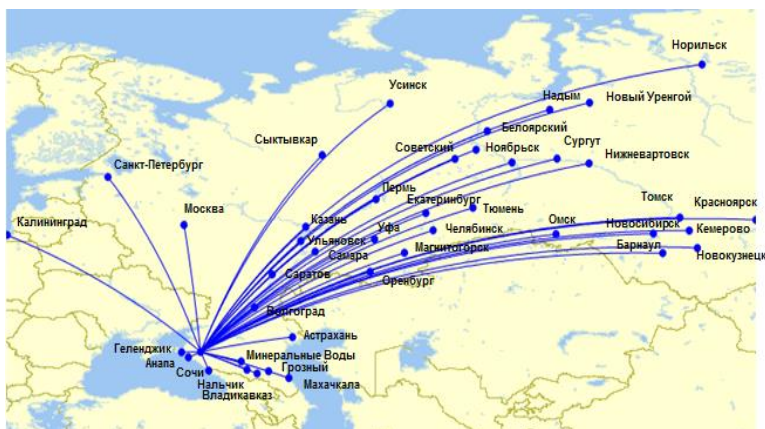 Норильск
Усинск
Надым
Новый Уренгой
Белоярский
Сыктывкар
Советский
Ноябрьск
Сургут
Санкт-Петербург
Нижневартовск
Пермь
Москва
Екатеринбург
Тюмень
Томск
Красноярск
Калининград
Казань
Уфа
Челябинск
Омск
Новосибирск
Кемерово
Ульяновск
Самара
Магнитогорск
Барнаул
Новокузнецк
Саратов
Оренбург
Волгоград
Астрахань
Геленджик
Анапа
Минеральные Воды
Сочи
Грозный
Нальчик
Махачкала
Владикавказ